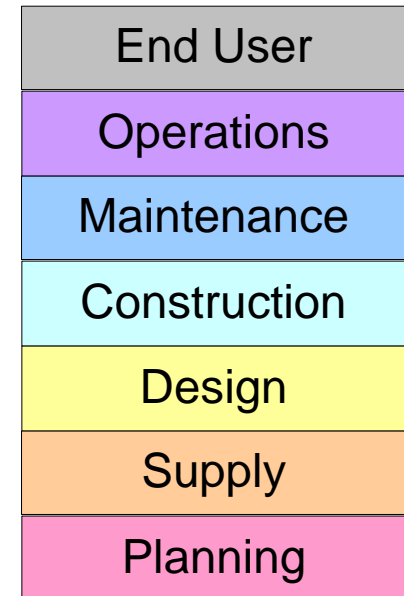 End User
Operations
Maintenance
Construction
Design
Supply
Planning